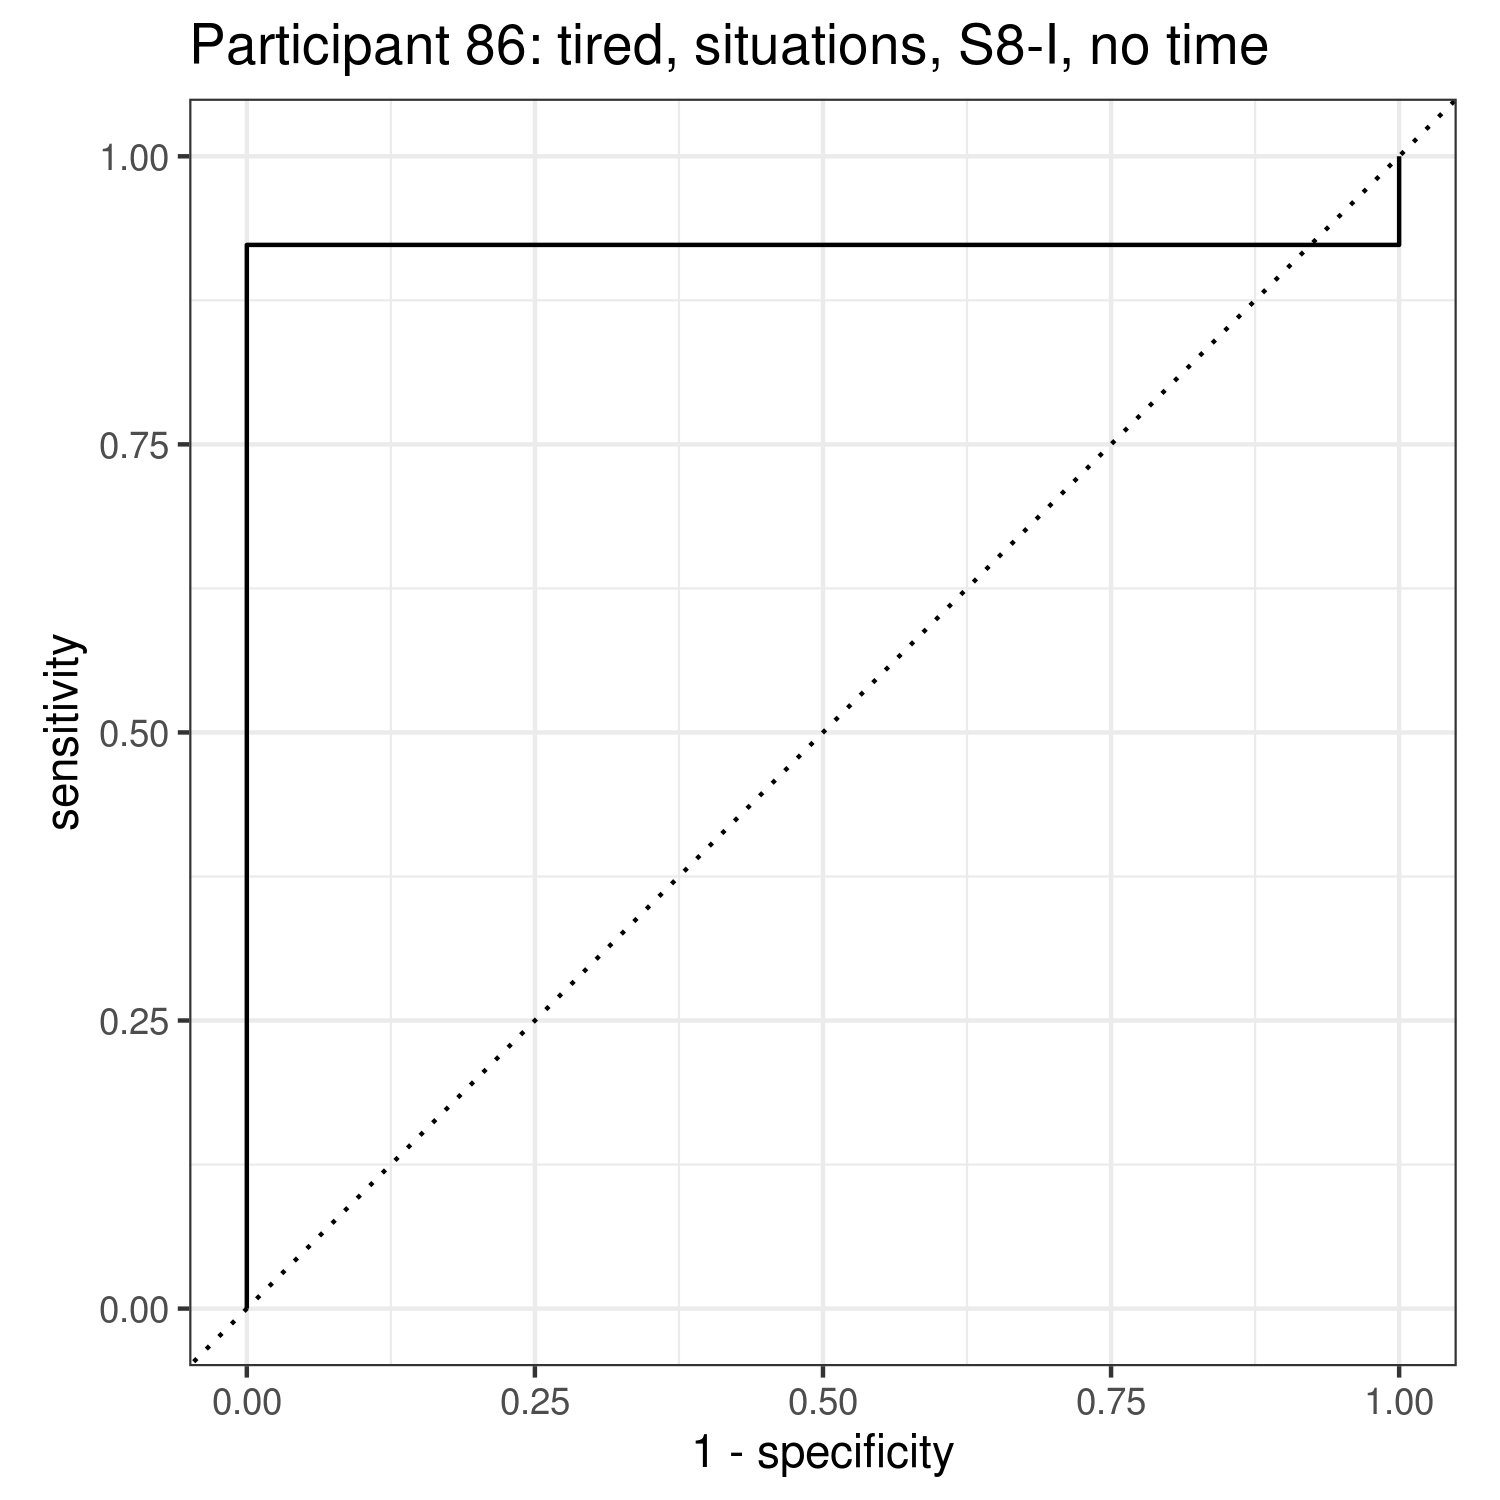 Participant 86: tired, situations, S8-I, no time
1.00
0.75
0.50
0.25
0.00
sensitivity
0.00 0.25 0.50 0.75 1.00
1 - specificity